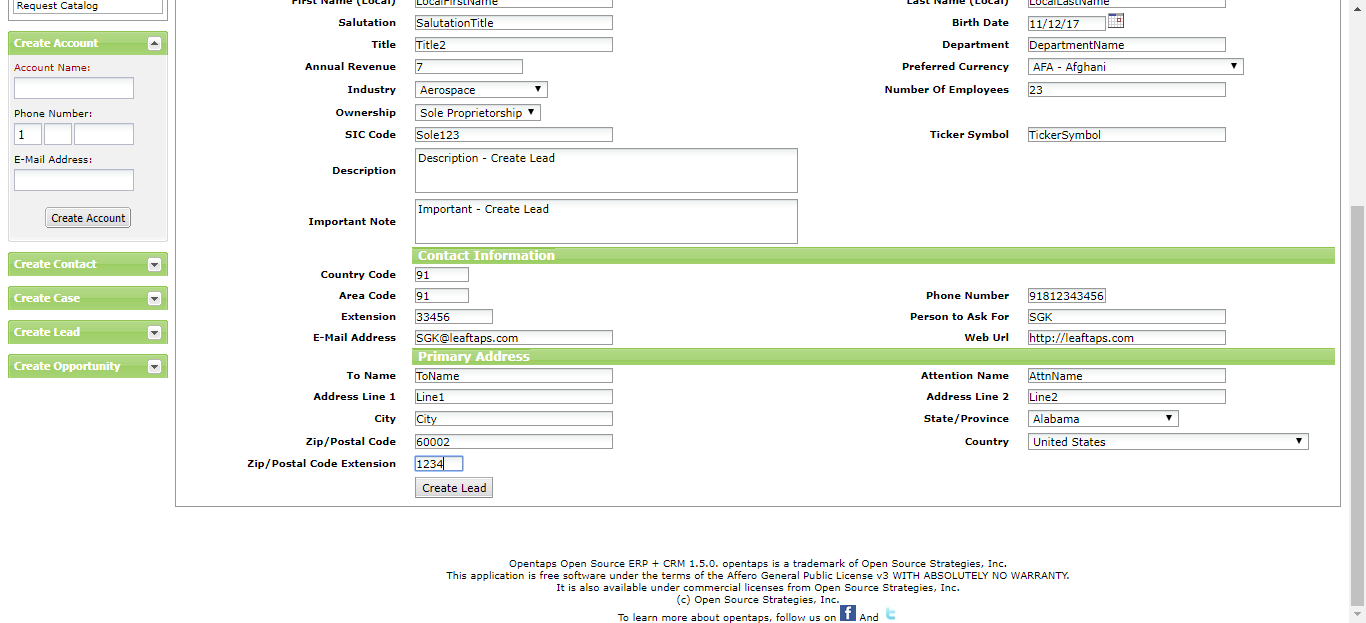 Request Catalog
Create Account
Account Name:
Phone Number:
1
E-Mail Address:
Create Account
Create Contact
Create Case
Create Lead
Create Opportunity
First Name (Local) LocalFirstName Last Name (Local) LocalLastName
Salutation SalutationTitle Birth Date 11/12/17
Title Title2 Department DepartmentName
Annual Revenue 7 Preferred Currency AFA - Afghani
Industry Aerospace Number Of Employees 23
Ownership Sole Proprietorship
SIC Code Sole123 Ticker Symbol TickerSymbol
Description Description - Create Lead
Important Note Important - Create Lead
Contact Information
Country Code 91
Area Code 91 Phone Number 91812343456
Extension 33456 Person to Ask For SGK
E-Mail Address SGK@leaftaps.com Web Url http://leaftaps.com
Primary Address
To Name ToName Attention Name AttnName
Address Line 1 Line1 Address Line 2 Line2
City City State/Province Alabama
Zip/Postal Code 60002 Country United States
Zip/Postal Code Extension 1234
Create Lead
Opentaps Open Source ERP + CRM 1.5.0. opentaps is a trademark of Open Source Strategies, Inc.
This application is free software under the terms of the Affero General Public License v3 WITH ABSOLUTELY NO WARRANTY.
It is also available under commercial licenses from Open Source Strategies, Inc.
(c) Open Source Strategies, Inc.
To learn more about opentaps, follow us on f And t